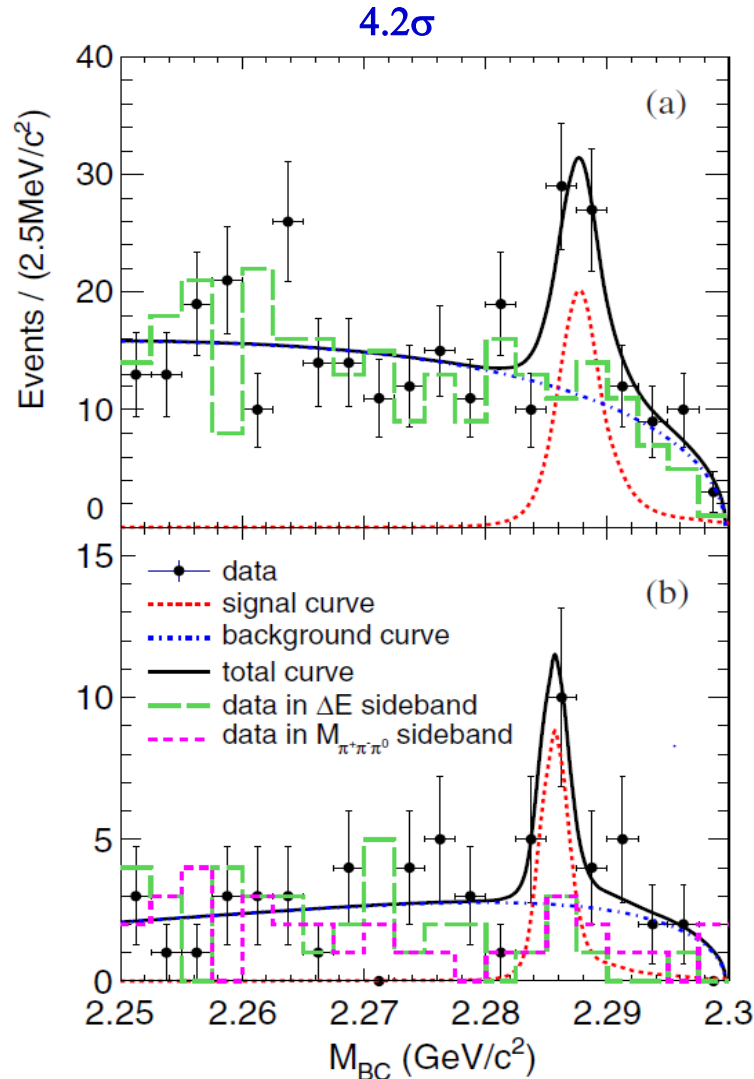 4.2σ
40
(a)
30
20
10
0
Events / (2.5MeV/c²)
15
data
(b)
signal curve
background curve
total curve
10
data in ΔE sideband
data in M_π⁺π⁻π⁰ sideband
5
0
2.25 2.26 2.27 2.28 2.29 2.3
M_BC (GeV/c²)